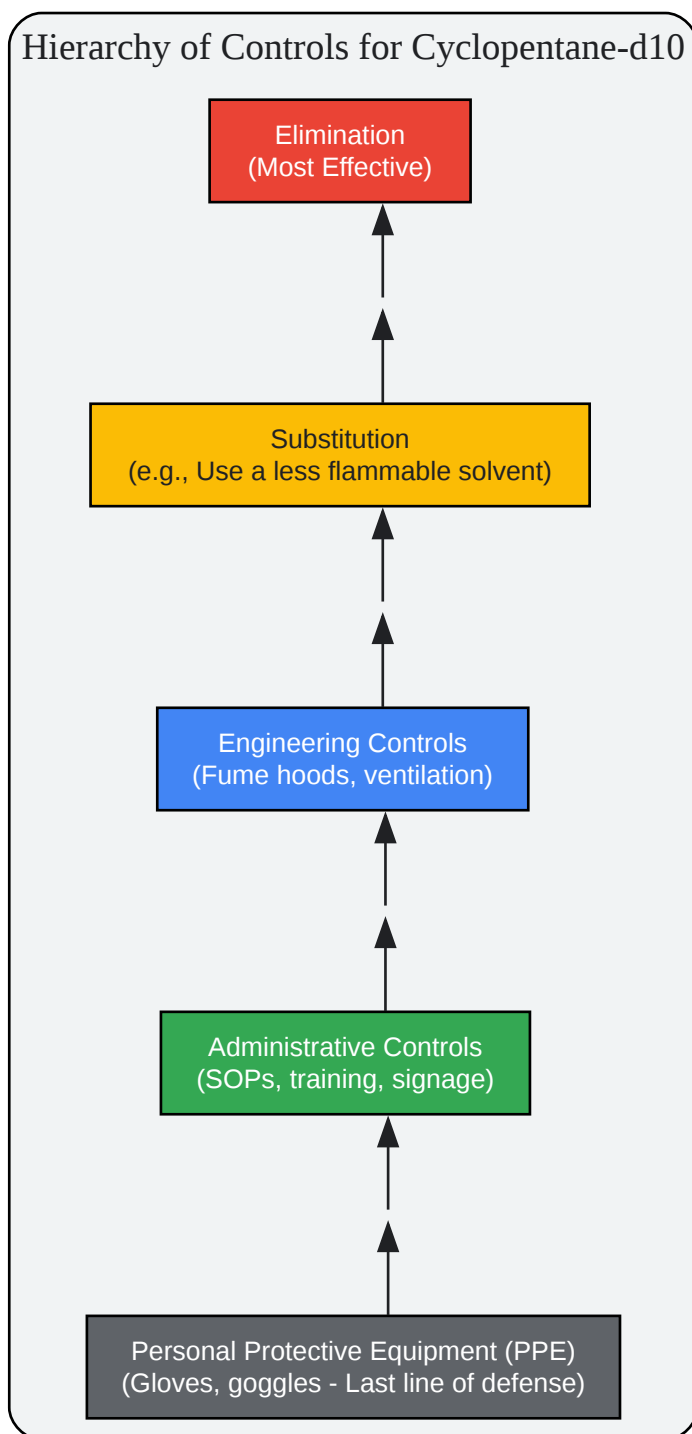 Hierarchy of Controls for Cyclopentane-d10
Elimination
(Most Effective)
Substitution
(e.g., Use a less flammable solvent)
Engineering Controls
(Fume hoods, ventilation)
Administrative Controls
(SOPs, training, signage)
Personal Protective Equipment (PPE)
(Gloves, goggles - Last line of defense)